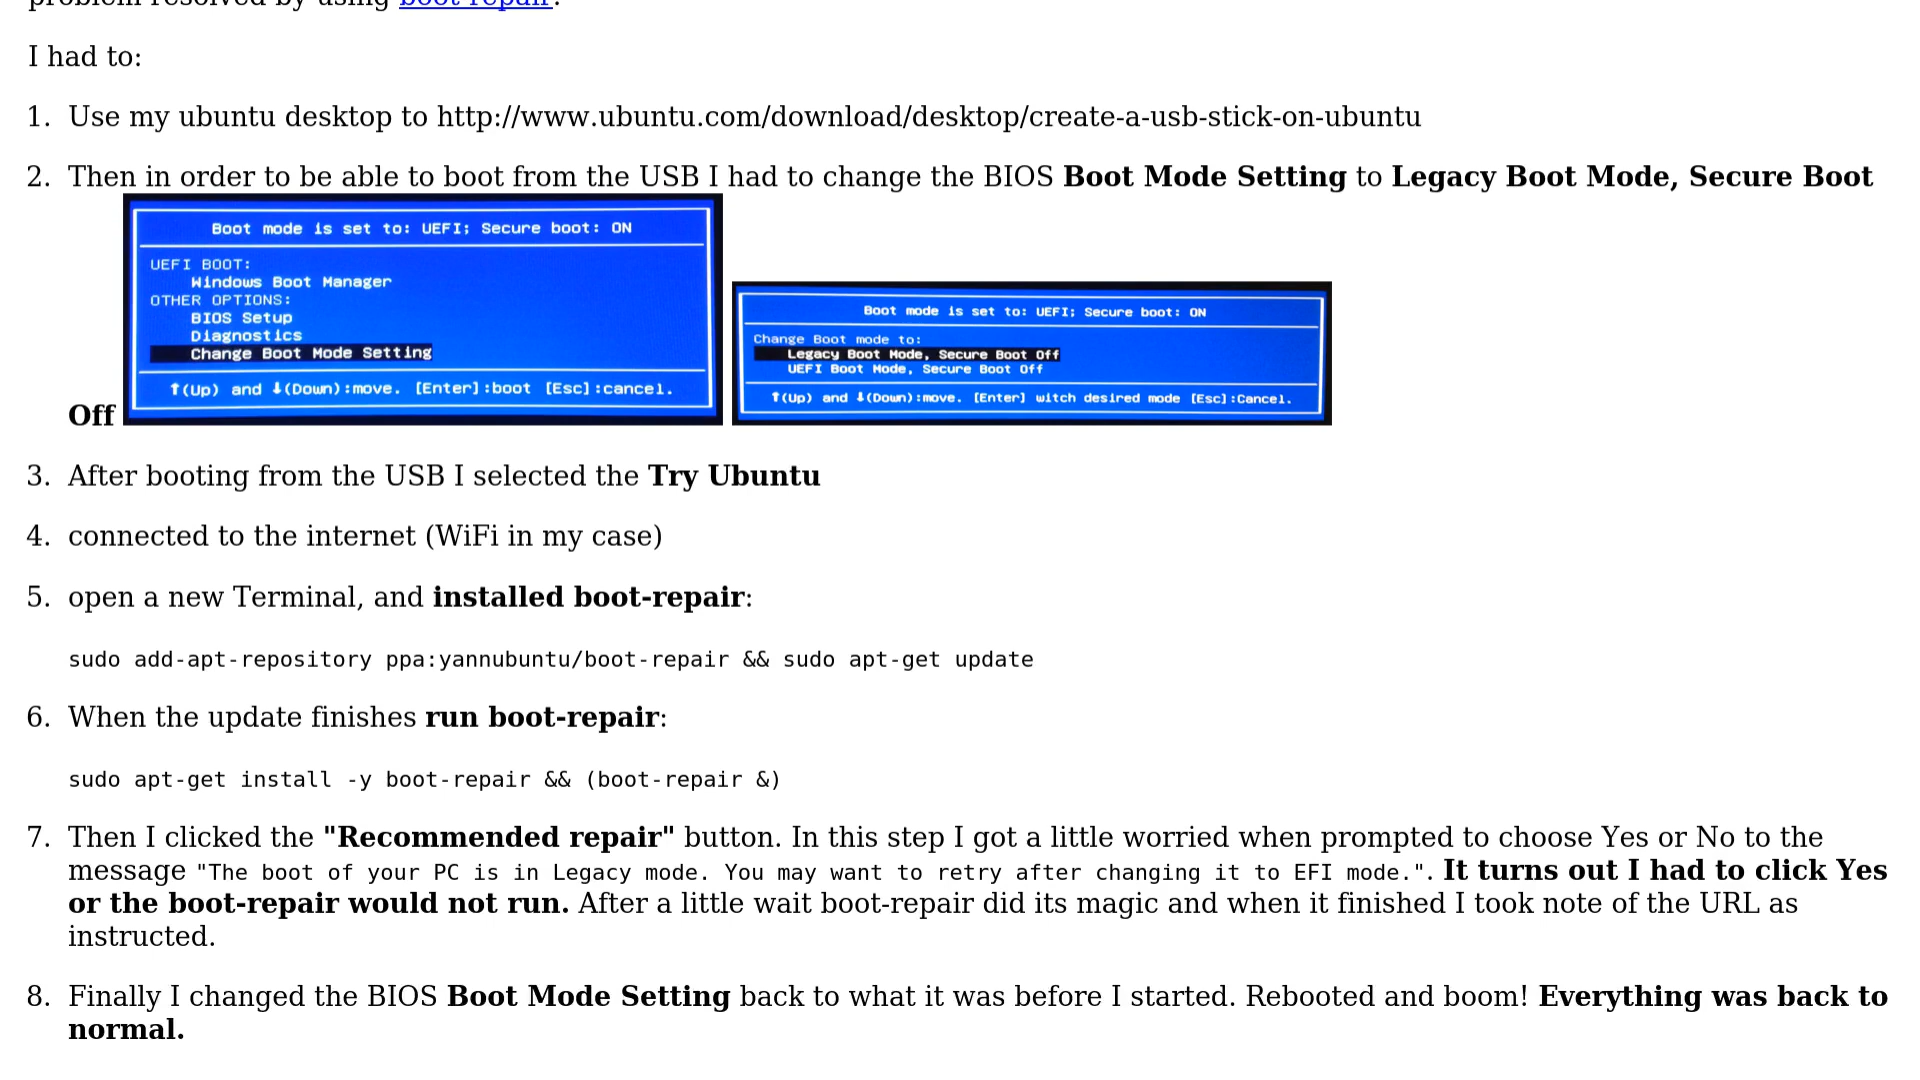 problem resolved by using boot-repair.
I had to:
1. Use my ubuntu desktop to http://www.ubuntu.com/download/desktop/create-a-usb-stick-on-ubuntu
2. Then in order to be able to boot from the USB I had to change the BIOS Boot Mode Setting to Legacy Boot Mode, Secure Boot
Off
Boot mode is set to: UEFI; Secure boot: ON
UEFI BOOT:
Windows Boot Manager
OTHER OPTIONS:
BIOS Setup
Diagnostics
Change Boot Mode Setting
↑(Up) and ↓(Down):move. [Enter]:boot [Esc]:cancel.
Boot mode is set to: UEFI; Secure boot: ON
Change Boot mode to:
Legacy Boot Mode, Secure Boot Off
UEFI Boot Mode, Secure Boot Off
↑(Up) and ↓(Down):move. [Enter] witch desired mode [Esc]:Cancel.
3. After booting from the USB I selected the Try Ubuntu
4. connected to the internet (WiFi in my case)
5. open a new Terminal, and installed boot-repair:
sudo add-apt-repository ppa:yannubuntu/boot-repair && sudo apt-get update
6. When the update finishes run boot-repair:
sudo apt-get install -y boot-repair && (boot-repair &)
7. Then I clicked the "Recommended repair" button. In this step I got a little worried when prompted to choose Yes or No to the
message "The boot of your PC is in Legacy mode. You may want to retry after changing it to EFI mode.". It turns out I had to click Yes
or the boot-repair would not run. After a little wait boot-repair did its magic and when it finished I took note of the URL as
instructed.
8. Finally I changed the BIOS Boot Mode Setting back to what it was before I started. Rebooted and boom! Everything was back to
normal.